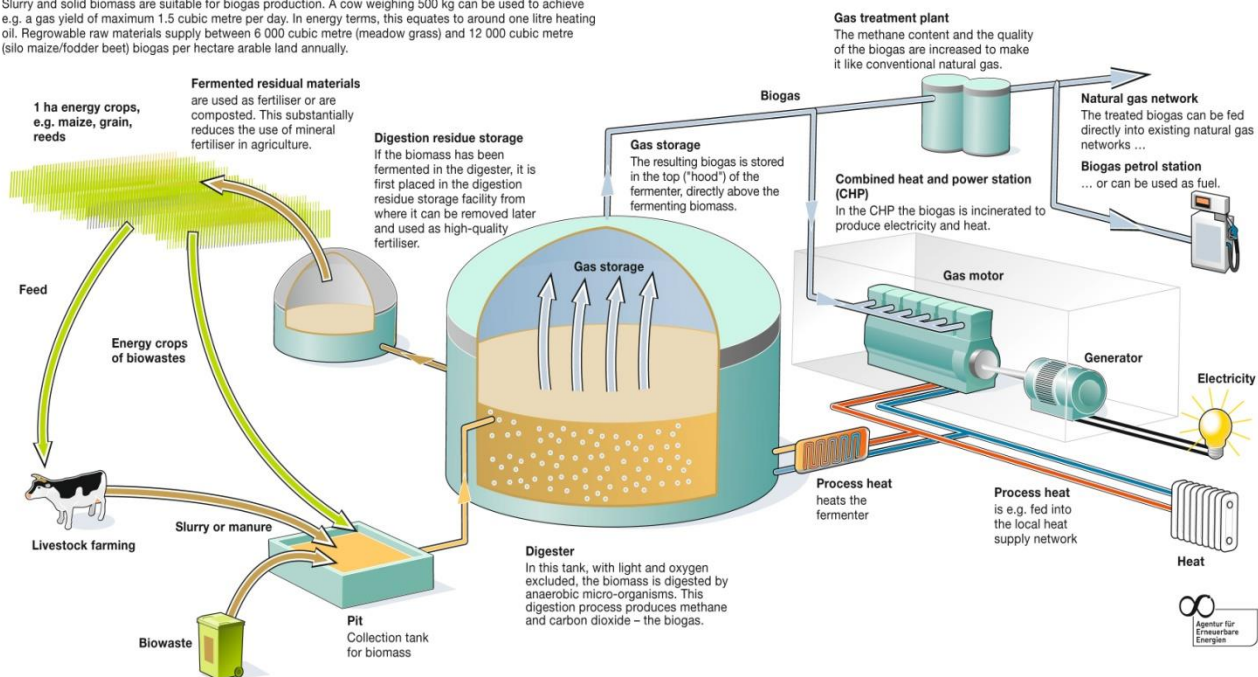 Slurry and solid biomass are suitable for biogas production. A cow weighing 500 kg can be used to achieve
e.g. a gas yield of maximum 1.5 cubic metre per day. In energy terms, this equates to around one litre heating
oil. Regrowable raw materials supply between 6 000 cubic metre (meadow grass) and 12 000 cubic metre
(silo maize/fodder beet) biogas per hectare arable land annually.
Gas treatment plant
The methane content and the quality
of the biogas are increased to make
it like conventional natural gas.
1 ha energy crops,
e.g. maize, grain,
reeds
Fermented residual materials
are used as fertiliser or are
composted. This substantially
reduces the use of mineral
fertiliser in agriculture.
Digestion residue storage
If the biomass has been
fermented in the digester, it is
first placed in the digestion
residue storage facility from
where it can be removed later
and used as high-quality
fertiliser.
Biogas
Gas storage
The resulting biogas is stored
in the top ("hood") of the
fermenter, directly above the
fermenting biomass.
Natural gas network
The treated biogas can be fed
directly into existing natural gas
networks ...
Biogas petrol station
... or can be used as fuel.
Combined heat and power station
(CHP)
In the CHP the biogas is incinerated to
produce electricity and heat.
Gas storage
Gas motor
Generator
Electricity
Feed
Energy crops
of biowastes
Livestock farming
Slurry or manure
Biowaste
Pit
Collection tank
for biomass
Digester
In this tank, with light and oxygen
excluded, the biomass is digested by
anaerobic micro-organisms. This
digestion process produces methane
and carbon dioxide – the biogas.
Process heat
heats the
fermenter
Process heat
is e.g. fed into
the local heat
supply network
Heat
Agentur für
Erneuerbare
Energien